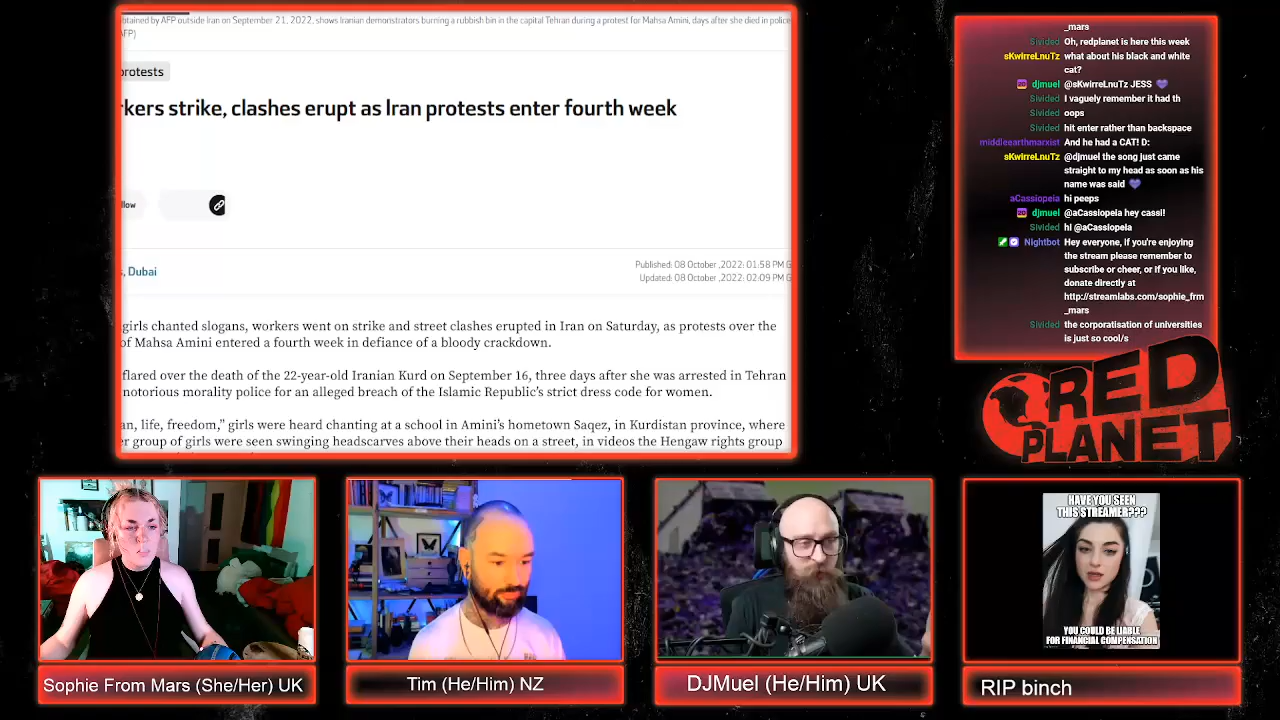 btained by AFP outside Iran on September 21, 2022, shows Iranian demonstrators burning a rubbish bin in the capital Tehran during a protest for Mahsa Amini, days after she died in police
AFP)
protests
rkers strike, clashes erupt as Iran protests enter fourth week
llow
s, Dubai
Published: 08 October ,2022: 01:58 PM G
Updated: 08 October ,2022: 02:09 PM G
girls chanted slogans, workers went on strike and street clashes erupted in Iran on Saturday, as protests over the
of Mahsa Amini entered a fourth week in defiance of a bloody crackdown.
flared over the death of the 22-year-old Iranian Kurd on September 16, three days after she was arrested in Tehran
notorious morality police for an alleged breach of the Islamic Republic's strict dress code for women.
an, life, freedom,” girls were heard chanting at a school in Amini's hometown Saqez, in Kurdistan province, where
er group of girls were seen swinging headscarves above their heads on a street, in videos the Hengaw rights group
_mars
Sivided Oh, redplanet is here this week
sKwIrreLnuTz what about his black and white
cat?
djmuel @sKwIrreLnuTz JESS 💜
Sivided I vaguely remember it had th
Sivided oops
Sivided hit enter rather than backspace
middleearthmarxist And he had a CAT! D:
sKwIrreLnuTz @djmuel the song just came
straight to my head as soon as his
name was said 💜
aCassiopeia hi peeps
djmuel @aCassiopeia hey cassi!
Sivided hi @aCassiopeia
Nightbot Hey everyone, if you're enjoying
the stream please remember to
subscribe or cheer, or if you like,
donate directly at
http://streamlabs.com/sophie_frm
_mars
Sivided the corporatisation of universities
is just so cool/s
RED
PLANET
HAVE YOU SEEN
THIS STREAMER???
YOU COULD BE LIABLE
FOR FINANCIAL COMPENSATION
Sophie From Mars (She/Her) UK
Tim (He/Him) NZ
DJMuel (He/Him) UK
RIP binch